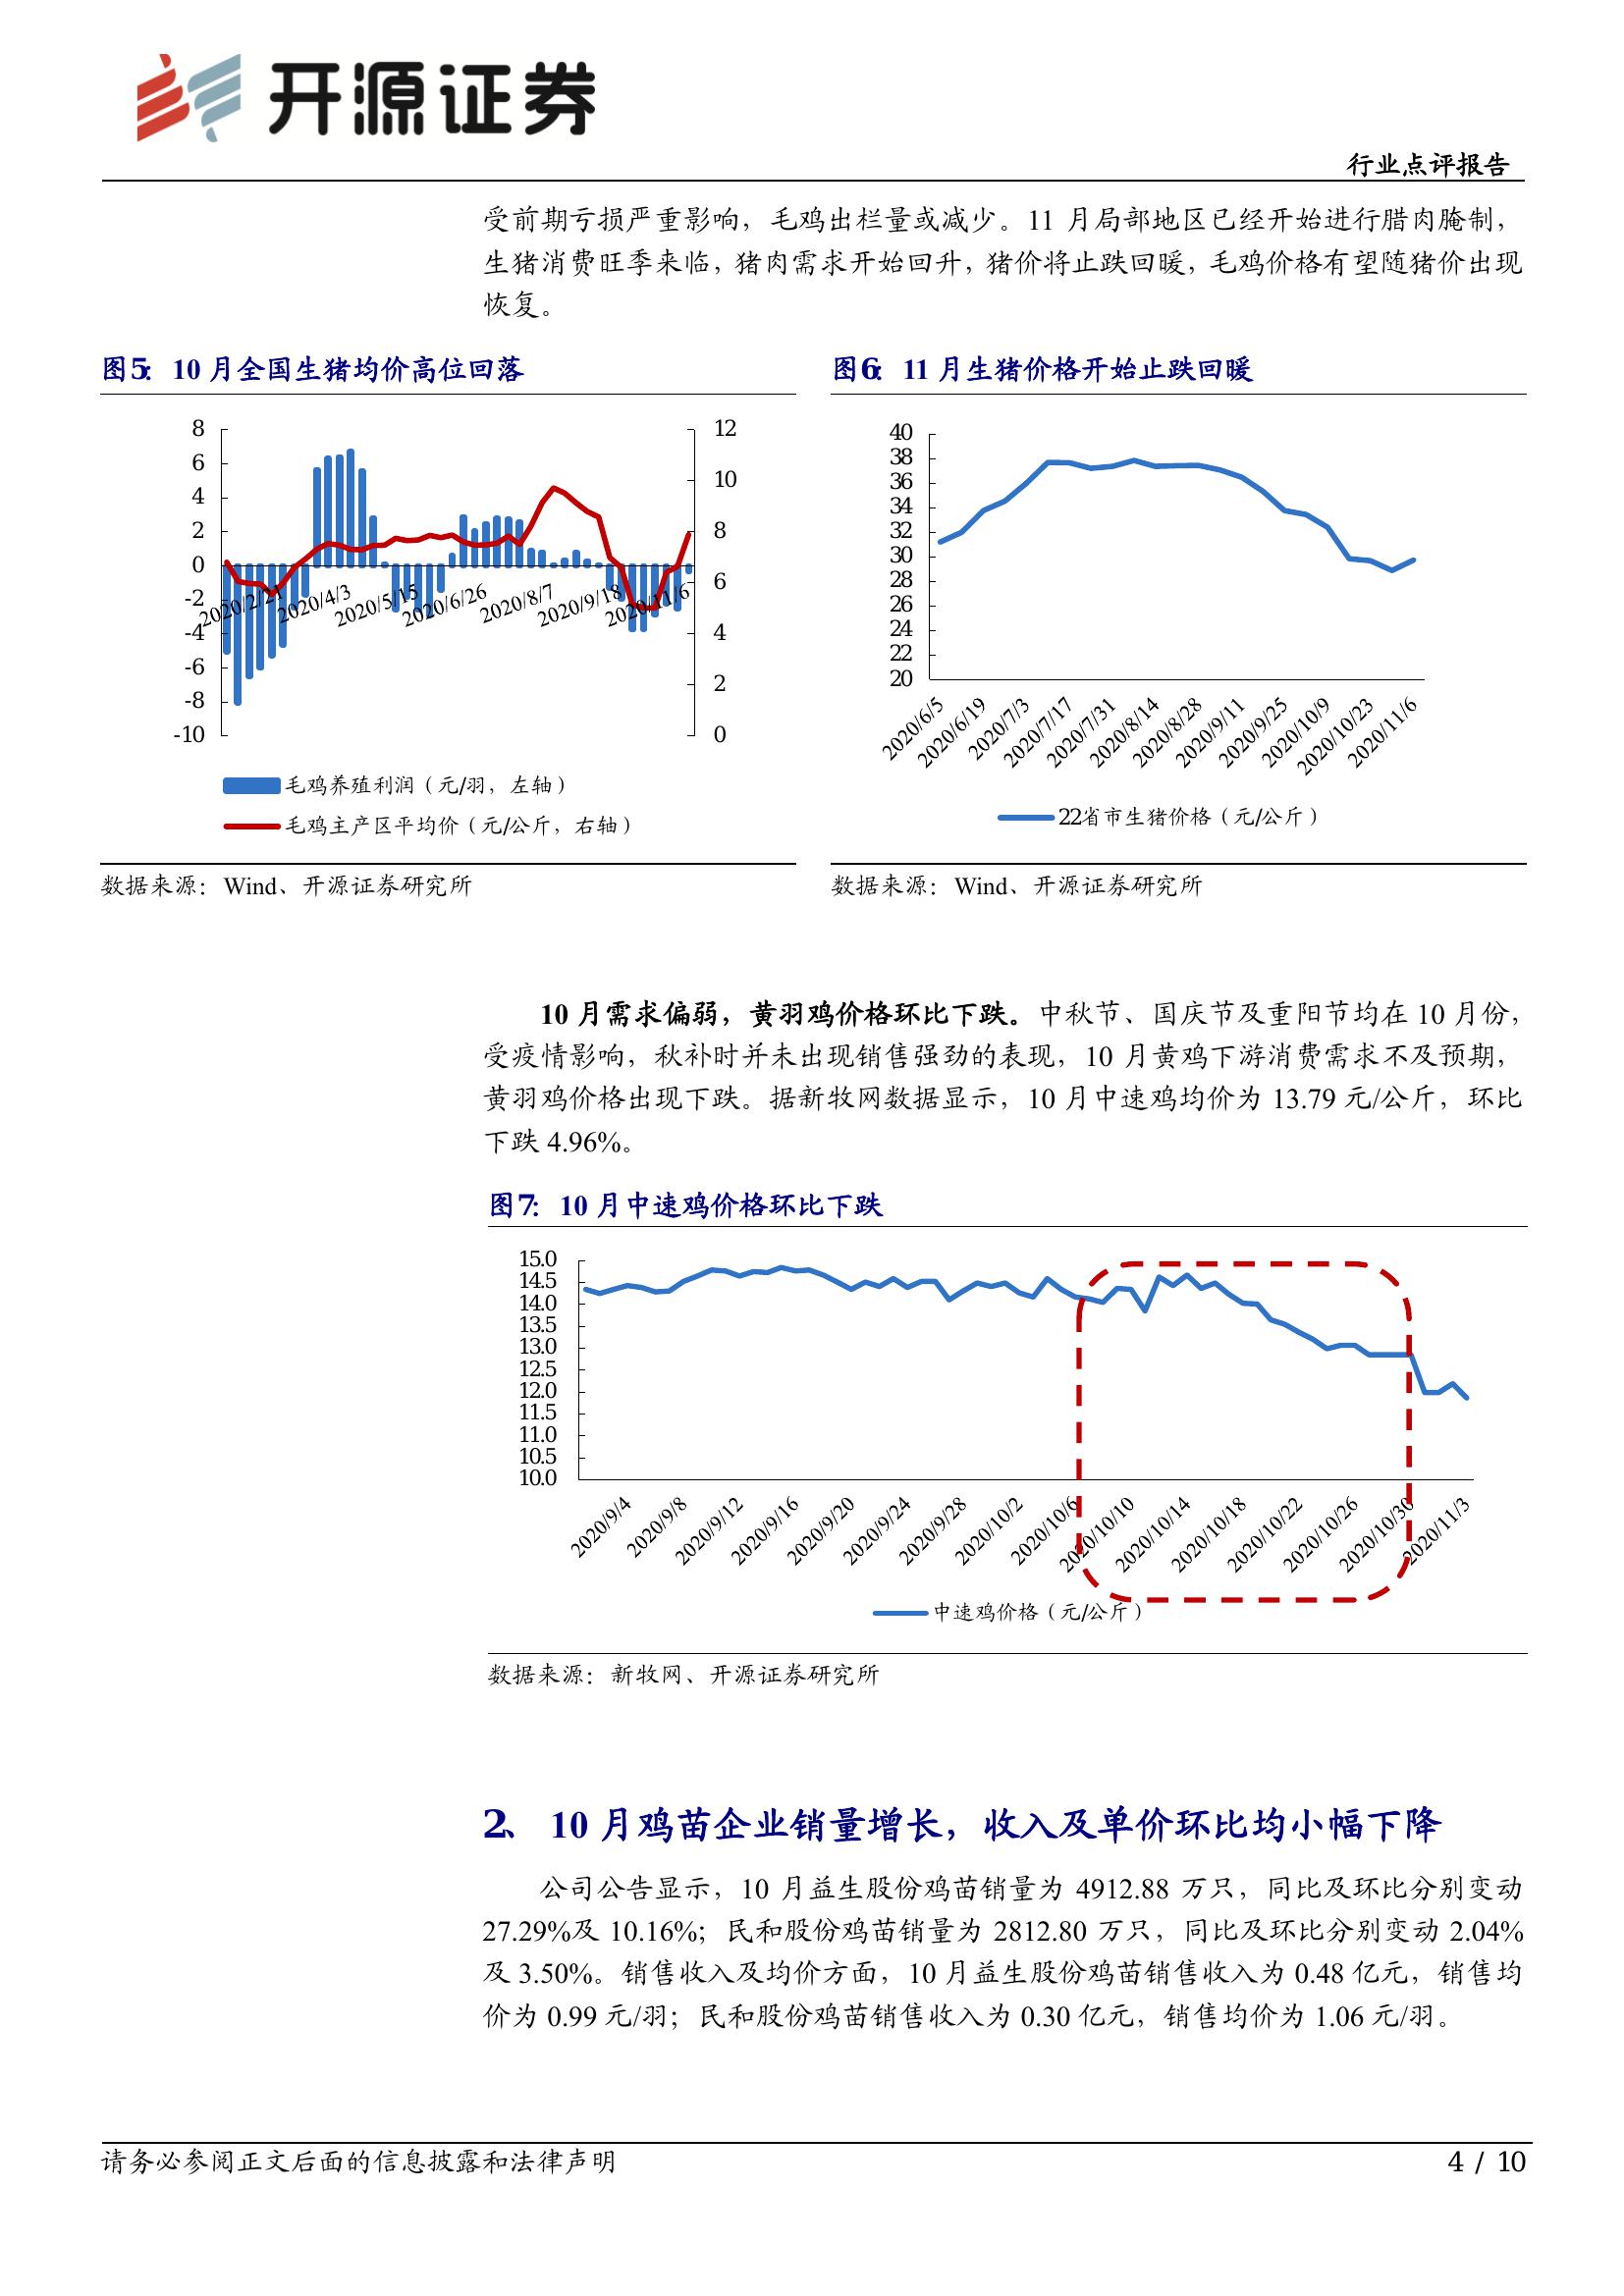 开源证券
行业点评报告
受前期亏损严重影响，毛鸡出栏量或减少。11 月局部地区已经开始进行腊肉腌制，
生猪消费旺季来临，猪肉需求开始回升，猪价将止跌回暖，毛鸡价格有望随猪价出现
恢复。
图5： 10 月全国生猪均价高位回落
8
6
4
2
0
-2
-4
-6
-8
-10
12
10
8
6
4
2
0
2020/2/21
2020/4/3
2020/5/15
2020/6/26
2020/8/7
2020/9/18
2020/11/6
毛鸡养殖利润（元/羽，左轴）
毛鸡主产区平均价（元/公斤，右轴）
数据来源：Wind、开源证券研究所
图6： 11 月生猪价格开始止跌回暖
40
38
36
34
32
30
28
26
24
22
20
2020/6/5
2020/6/19
2020/7/3
2020/7/17
2020/7/31
2020/8/14
2020/8/28
2020/9/11
2020/9/25
2020/10/9
2020/10/23
2020/11/6
22省市生猪价格（元/公斤）
数据来源：Wind、开源证券研究所
10 月需求偏弱，黄羽鸡价格环比下跌。中秋节、国庆节及重阳节均在 10 月份，
受疫情影响，秋补时并未出现销售强劲的表现，10 月黄鸡下游消费需求不及预期，
黄羽鸡价格出现下跌。据新牧网数据显示，10 月中速鸡均价为 13.79 元/公斤，环比
下跌 4.96%。
图7： 10 月中速鸡价格环比下跌
15.0
14.5
14.0
13.5
13.0
12.5
12.0
11.5
11.0
10.5
10.0
2020/9/4
2020/9/8
2020/9/12
2020/9/16
2020/9/20
2020/9/24
2020/9/28
2020/10/2
2020/10/6
2020/10/10
2020/10/14
2020/10/18
2020/10/22
2020/10/26
2020/10/30
2020/11/3
中速鸡价格（元/公斤）
数据来源：新牧网、开源证券研究所
2、 10 月鸡苗企业销量增长，收入及单价环比均小幅下降
公司公告显示，10 月益生股份鸡苗销量为 4912.88 万只，同比及环比分别变动
27.29%及 10.16%；民和股份鸡苗销量为 2812.80 万只，同比及环比分别变动 2.04%
及 3.50%。销售收入及均价方面，10 月益生股份鸡苗销售收入为 0.48 亿元，销售均
价为 0.99 元/羽；民和股份鸡苗销售收入为 0.30 亿元，销售均价为 1.06 元/羽。
请务必参阅正文后面的信息披露和法律声明
4 / 10